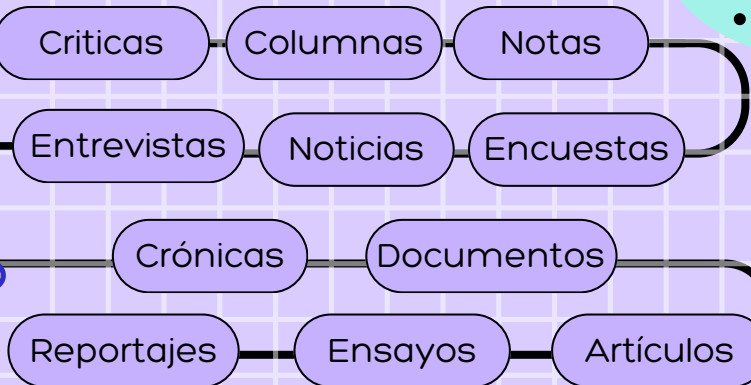 Criticas Columnas Notas
Entrevistas Noticias Encuestas
Crónicas Documentos
Reportajes Ensayos Artículos